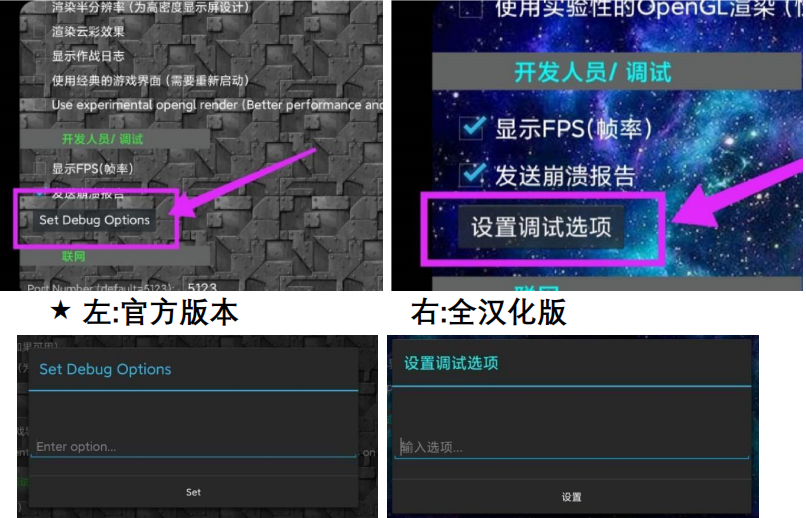 渲染半分辨率(为高密度显示屏设计)
渲染云彩效果
显示作战日志
使用经典的游戏界面(需要重新启动)
Use experimental opengl render (Better performance and
开发人员/ 调试
显示FPS(帧率)
发送崩溃报告
Set Debug Options
联网
Port Number (default=5123): 5123
使用实验性的OpenGL渲染
开发人员/ 调试
显示FPS(帧率)
发送崩溃报告
设置调试选项
联网
★ 左:官方版本
右:全汉化版
Set Debug Options
Enter option...
Set
on
设置调试选项
输入选项...
设置